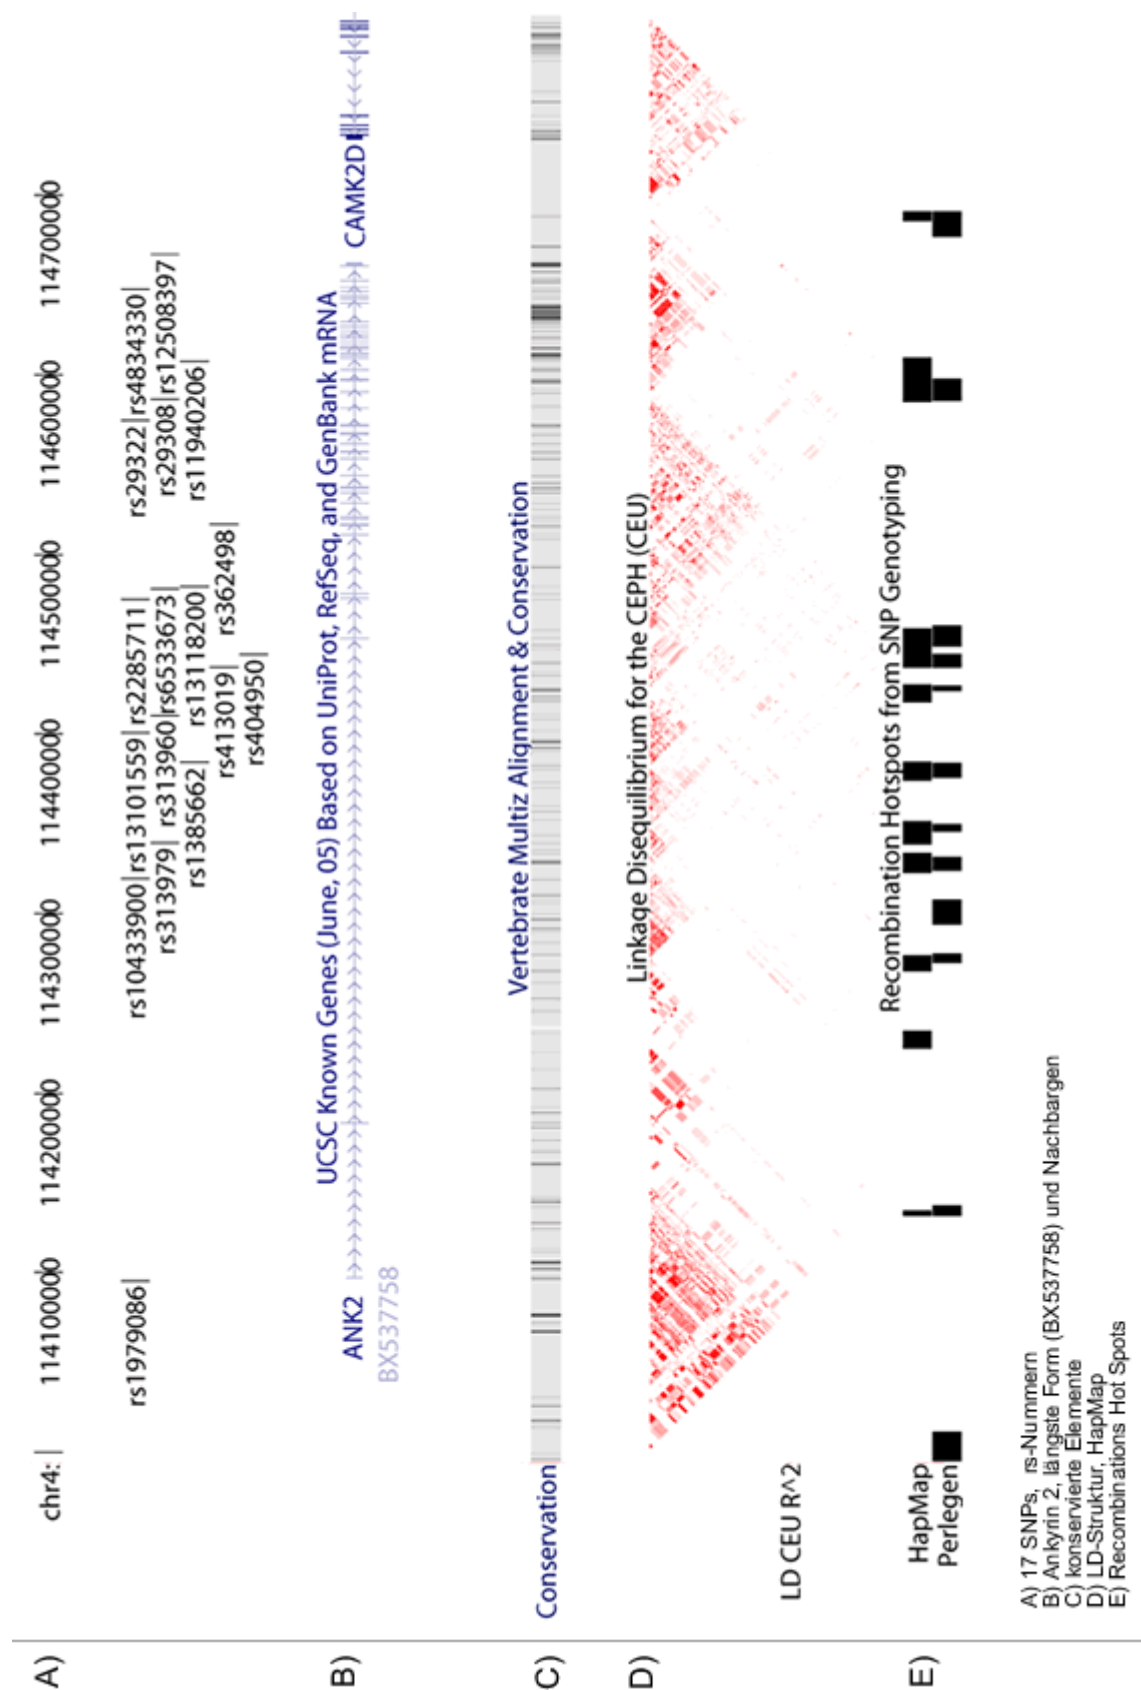 A)
chr4: | 114100000 114200000 114300000 114400000 114500000 114600000 114700000
rs1979086| rs10433900|rs13101559|rs2285711| rs29322|rs4834330|
rs313979| rs313960|rs6533673| rs29308|rs12508397|
rs1385662| rs13118200| rs11940206|
rs413019| rs362498|
rs404950|
B)
UCSC Known Genes (June, 05) Based on UniProt, RefSeq, and GenBank mRNA
ANK2 CAMK2D
BX537758
C)
Vertebrate Multiz Alignment & Conservation
Conservation
D)
Linkage Disequilibrium for the CEPH (CEU)
LD CEU R^2
E)
Recombination Hotspots from SNP Genotyping
HapMap
Perlegen
A) 17 SNPs, rs-Nummern
B) Ankyrin 2, längste Form (BX537758) und Nachbargen
C) konservierte Elemente
D) LD-Struktur, HapMap
E) Recombinations Hot Spots